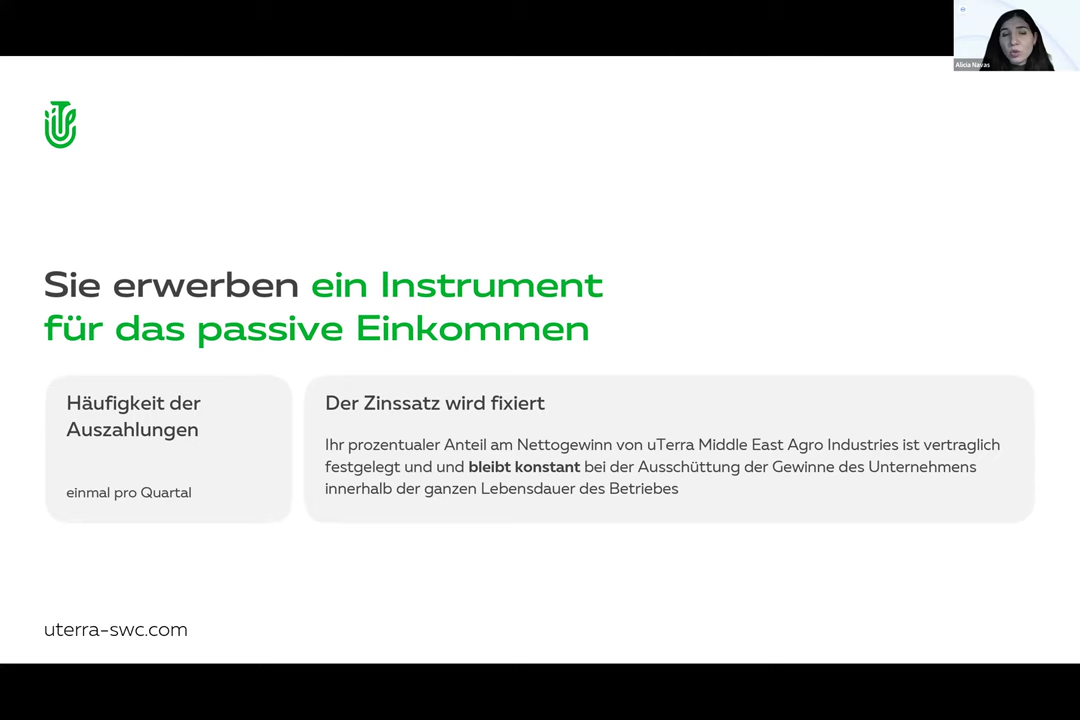 Alicia Navas
Sie erwerben ein Instrument
für das passive Einkommen
Häufigkeit der
Auszahlungen
einmal pro Quartal
Der Zinssatz wird fixiert
Ihr prozentualer Anteil am Nettogewinn von uTerra Middle East Agro Industries ist vertraglich
festgelegt und und bleibt konstant bei der Ausschüttung der Gewinne des Unternehmens
innerhalb der ganzen Lebensdauer des Betriebes
uterra-swc.com